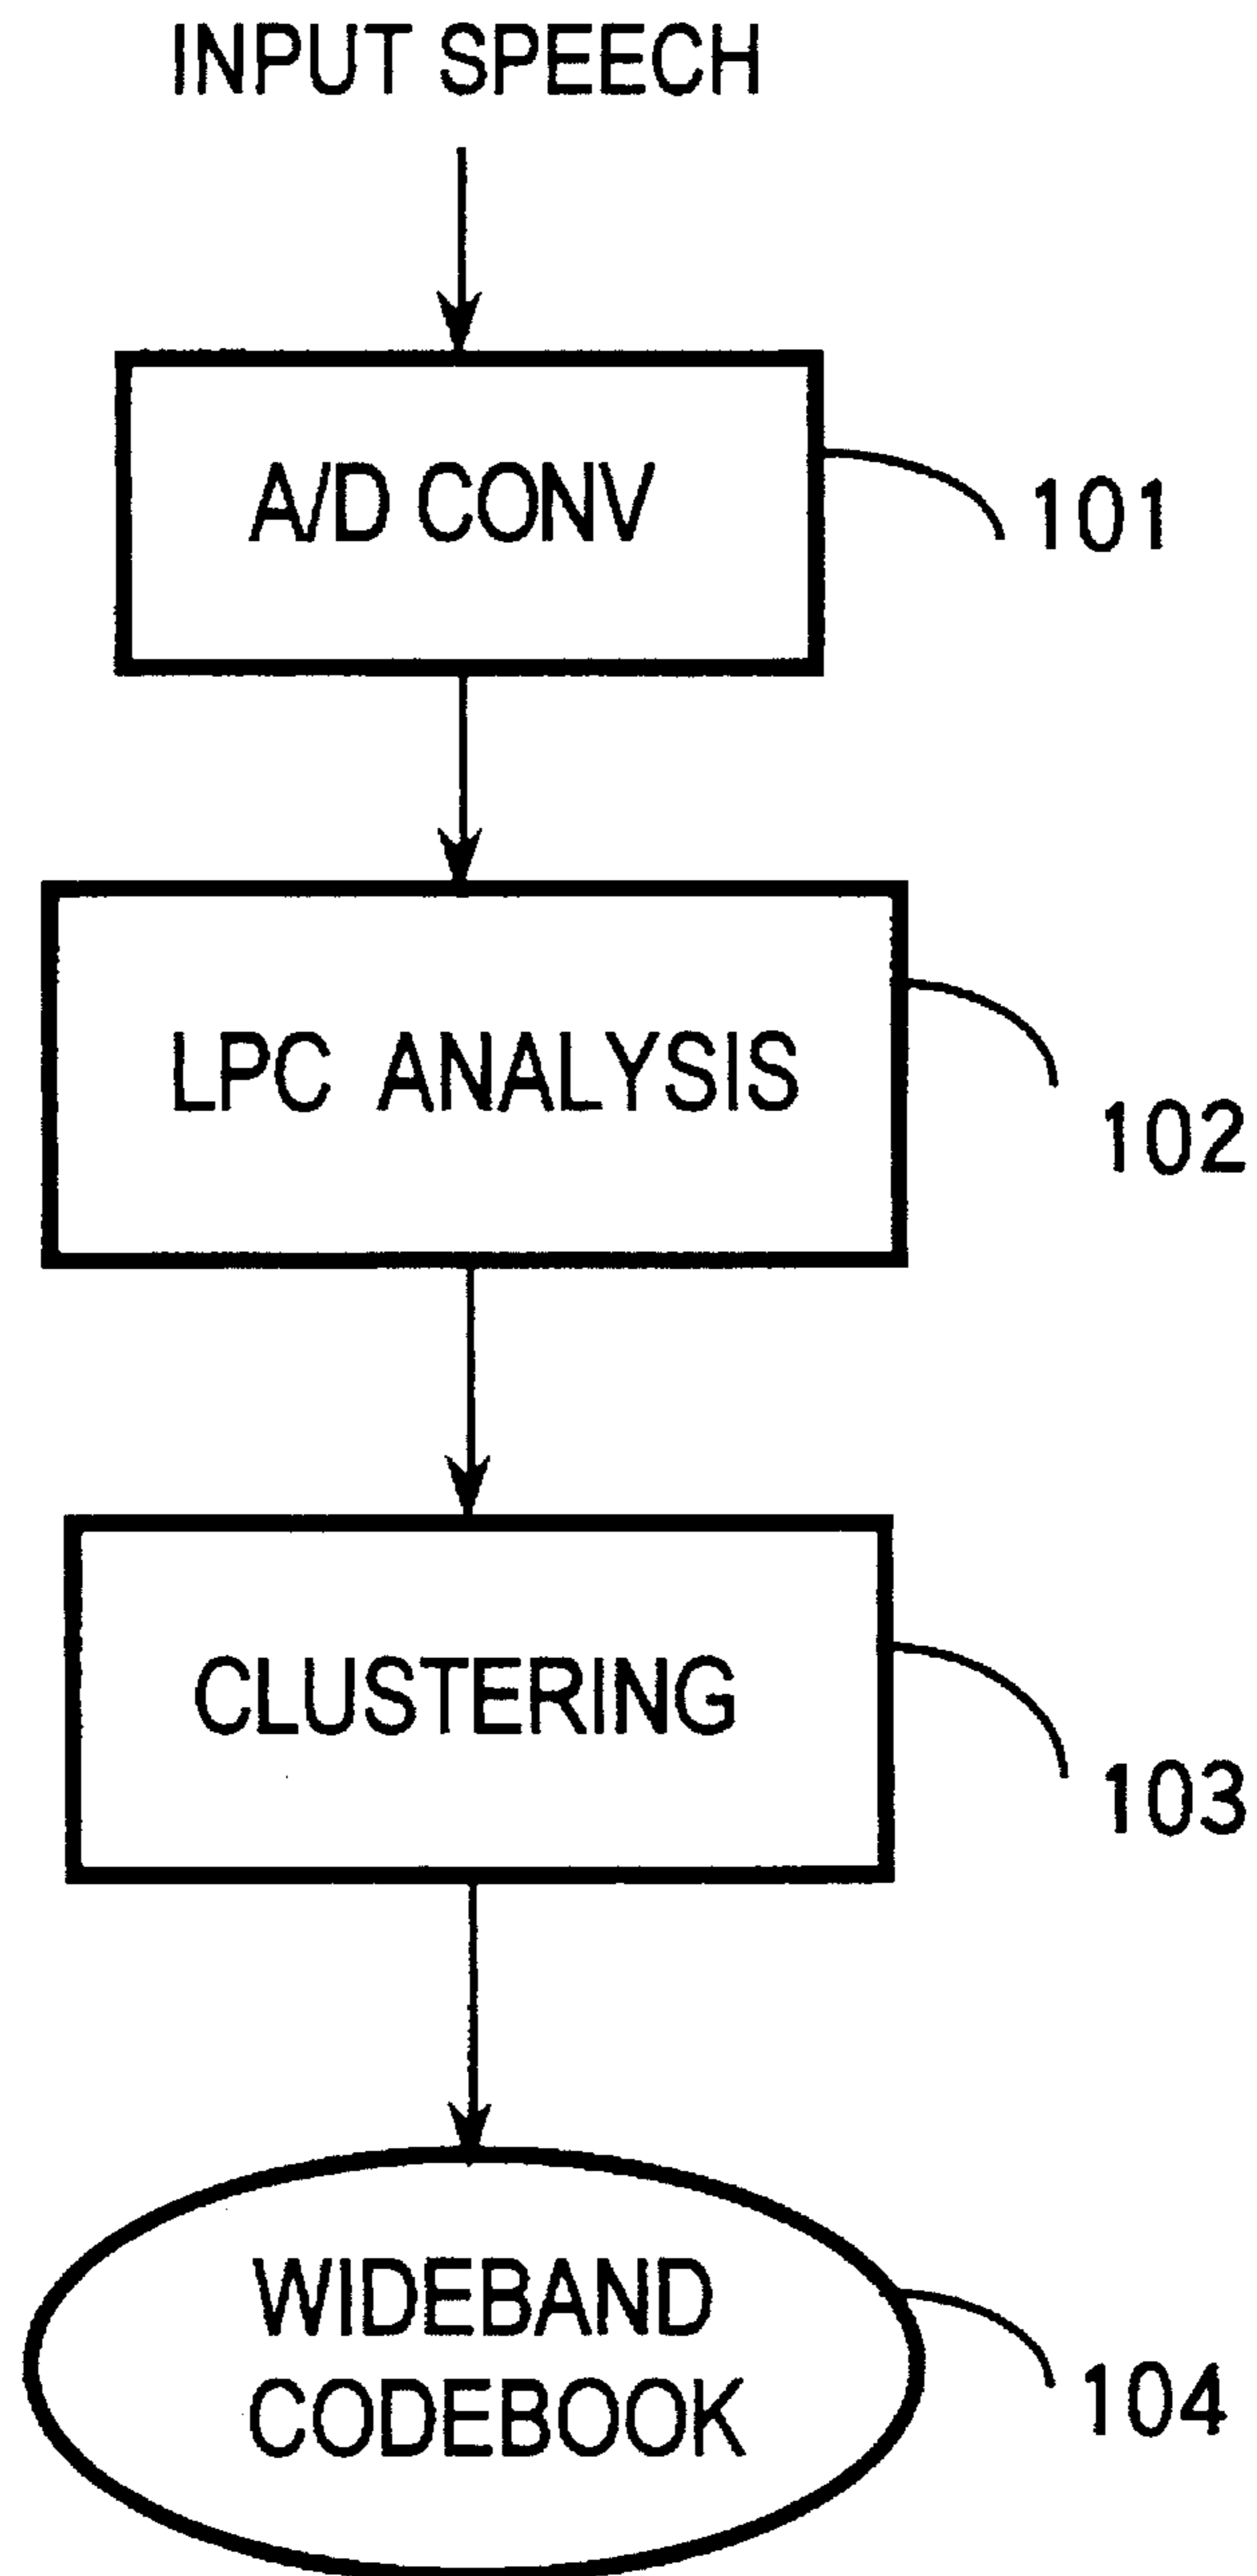 INPUT SPEECH
A/D CONV
101
LPC ANALYSIS
102
CLUSTERING
103
WIDEBAND
CODEBOOK
104